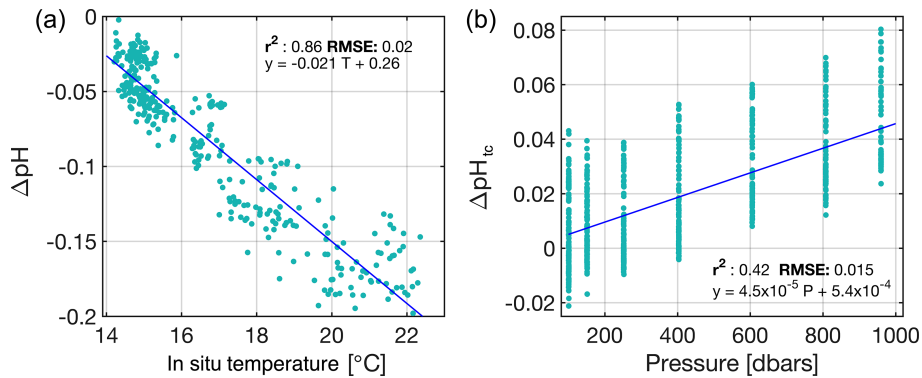 (a)
0
-0.05
-0.1
-0.15
-0.2
ΔpH
r² : 0.86 RMSE: 0.02
y = -0.021 T + 0.26
14
16
18
20
22
In situ temperature [°C]
(b)
0.08
0.06
0.04
0.02
0
-0.02
ΔpHtc
r² : 0.42 RMSE: 0.015
y = 4.5x10⁻⁵ P + 5.4x10⁻⁴
200
400
600
800
1000
Pressure [dbars]